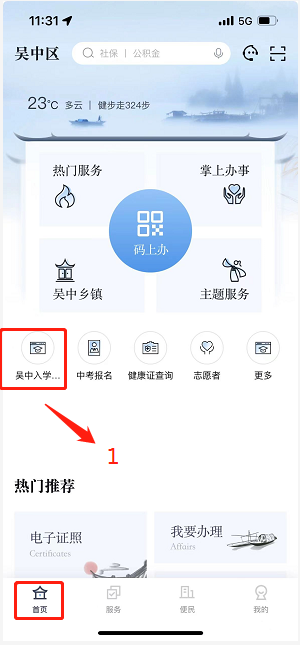 11:31
5G
吴中区
社保 | 公积金
23℃ 多云 | 健步走324步
热门服务
掌上办事
码上办
吴中乡镇
主题服务
吴中入学...
中考报名
健康证查询
志愿者
更多
1
热门推荐
电子证照
Certificates
我要办理
Affairs
首页
服务
便民
我的